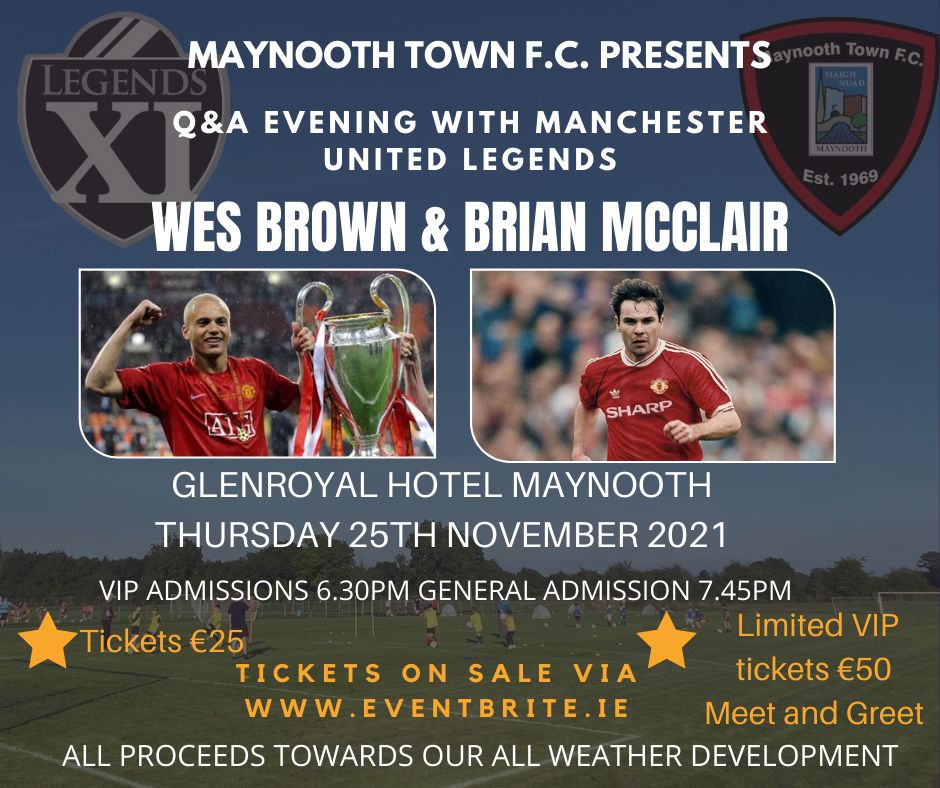 MAYNOOTH TOWN F.C. PRESENTS
LEGENDS
XI
Maynooth Town F.C.
MAIGH
NUAD
MAYNOOTH
Est. 1969
Q&A EVENING WITH MANCHESTER
UNITED LEGENDS
WES BROWN & BRIAN MCCLAIR
AIG
SHARP
GLENROYAL HOTEL MAYNOOTH
THURSDAY 25TH NOVEMBER 2021
VIP ADMISSIONS 6.30PM GENERAL ADMISSION 7.45PM
Tickets €25
Limited VIP
tickets €50
Meet and Greet
TICKETS ON SALE VIA
WWW.EVENTBRITE.IE
ALL PROCEEDS TOWARDS OUR ALL WEATHER DEVELOPMENT